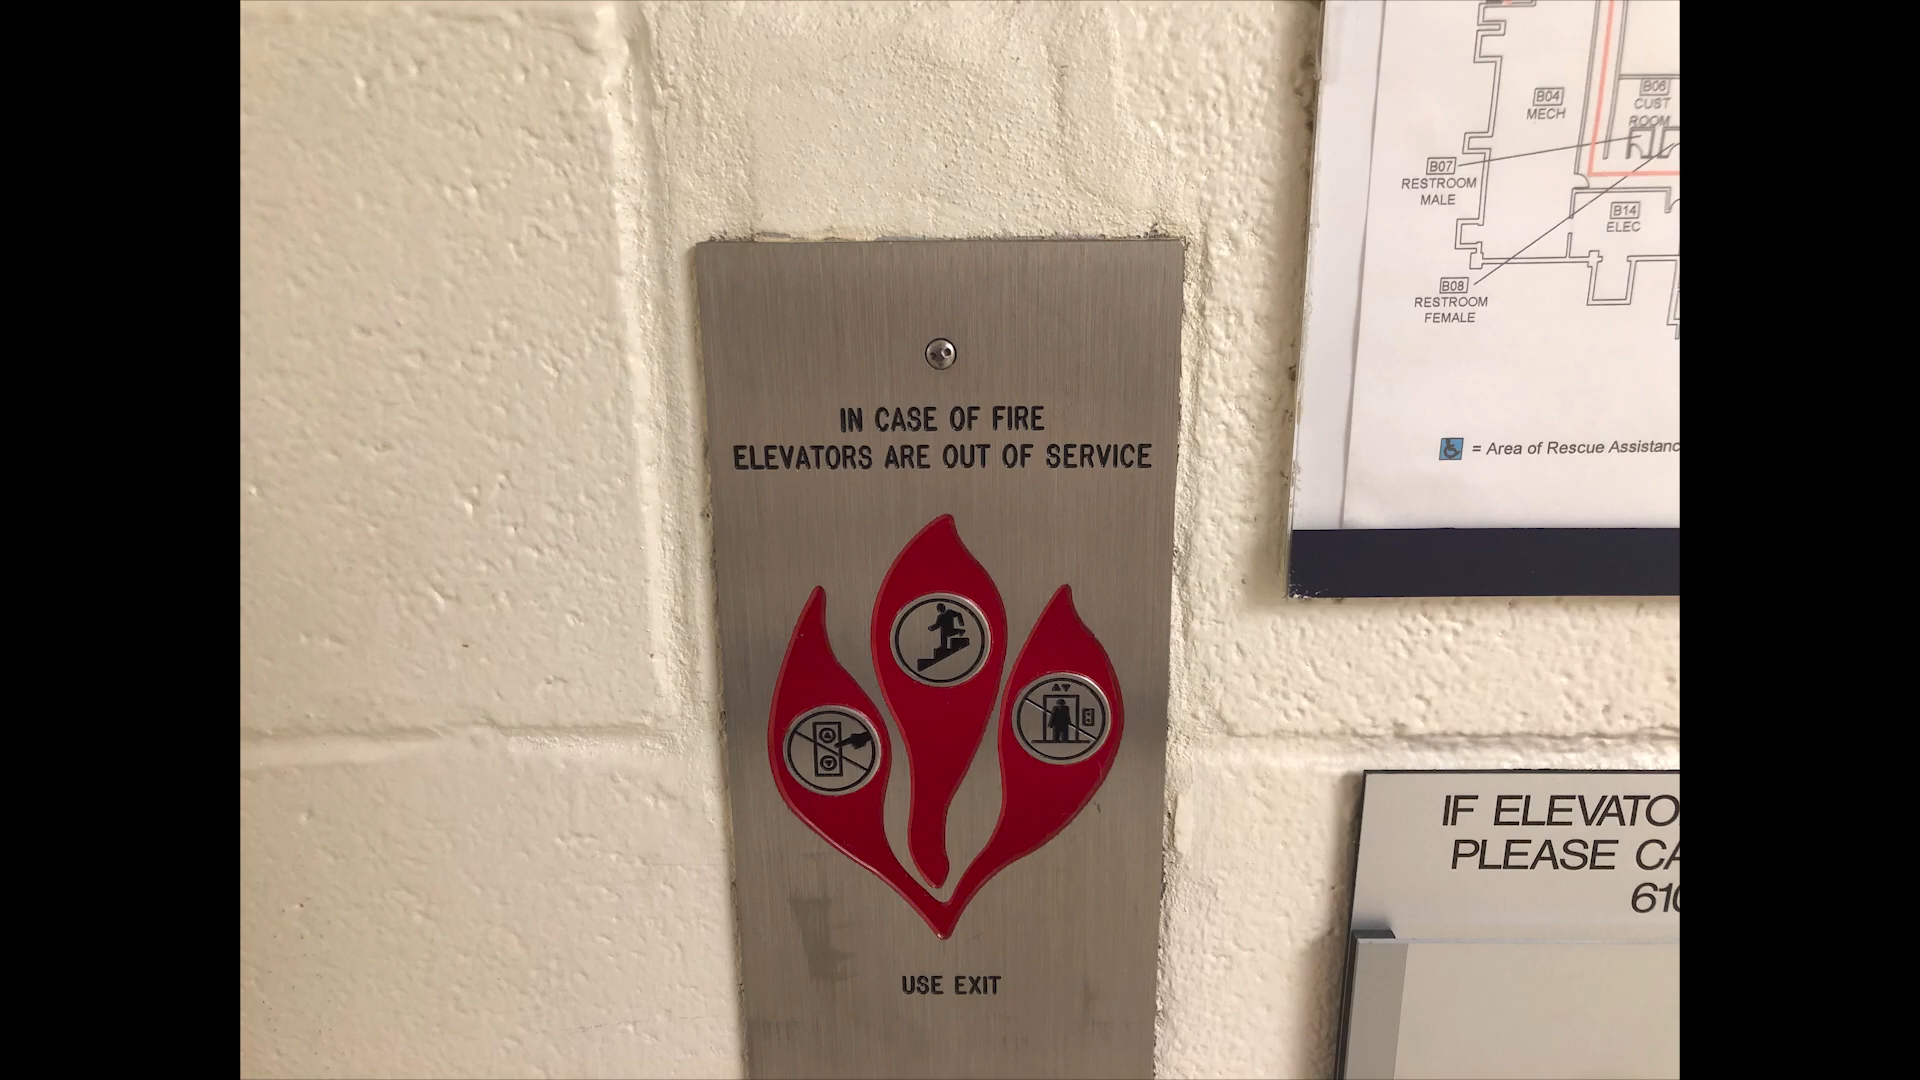 IN CASE OF FIRE
ELEVATORS ARE OUT OF SERVICE
USE EXIT
B04
MECH
B06
CUST
ROOM
B07
RESTROOM
MALE
B14
ELEC
B08
RESTROOM
FEMALE
= Area of Rescue Assistanc
IF ELEVATO
PLEASE CA
610